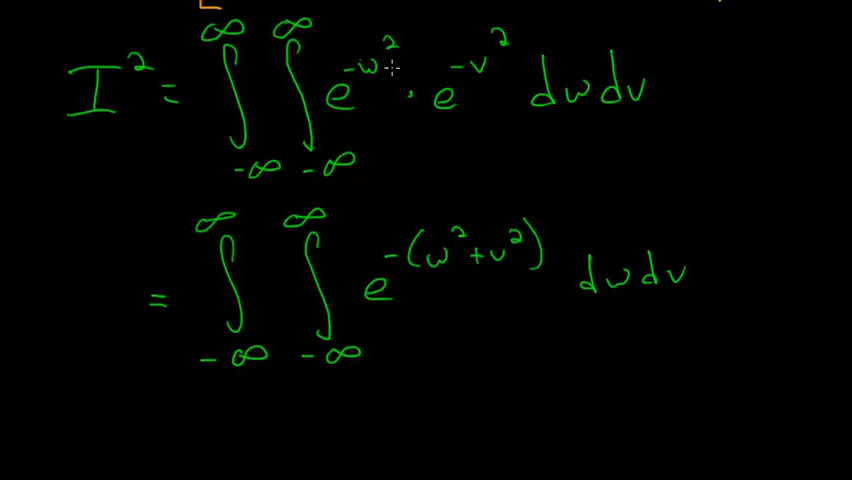 I² = ∫_{-∞}^{∞} ∫_{-∞}^{∞} e^{-w²} · e^{-v²} dw dv
= ∫_{-∞}^{∞} ∫_{-∞}^{∞} e^{-(w²+v²)} dw dv